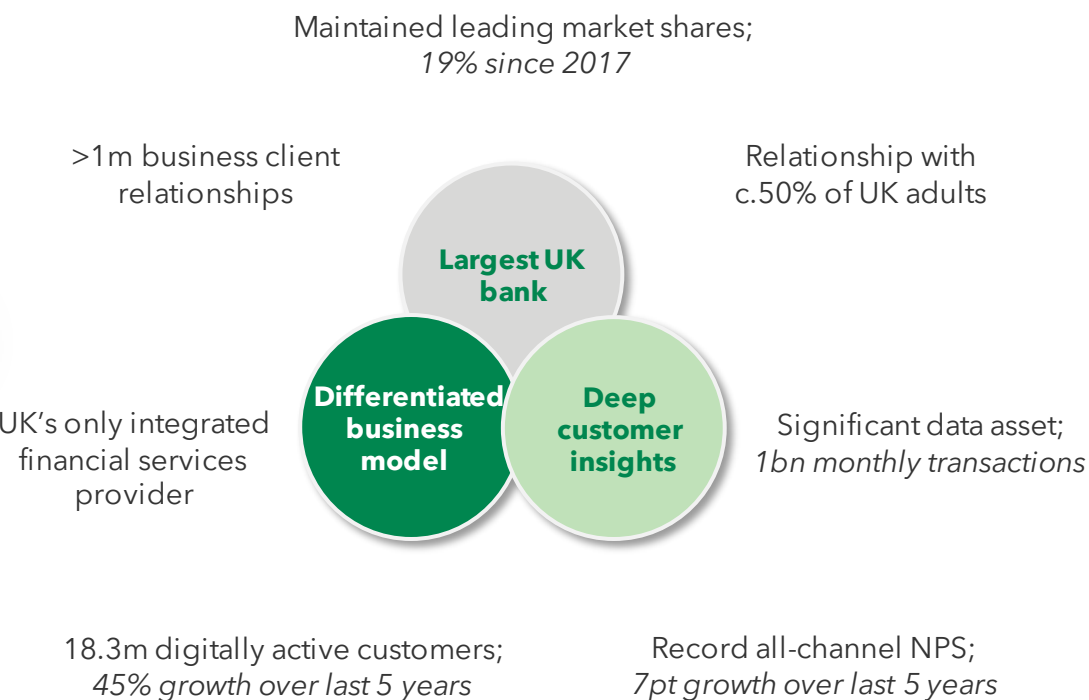 Maintained leading market shares;
19% since 2017
>1m business client
relationships
Relationship with
c.50% of UK adults
Largest UK
bank
Differentiated
business
model
Deep
customer
insights
UK's only integrated
financial services
provider
Significant data asset;
1bn monthly transactions
18.3m digitally active customers;
45% growth over last 5 years
Record all-channel NPS;
7pt growth over last 5 years